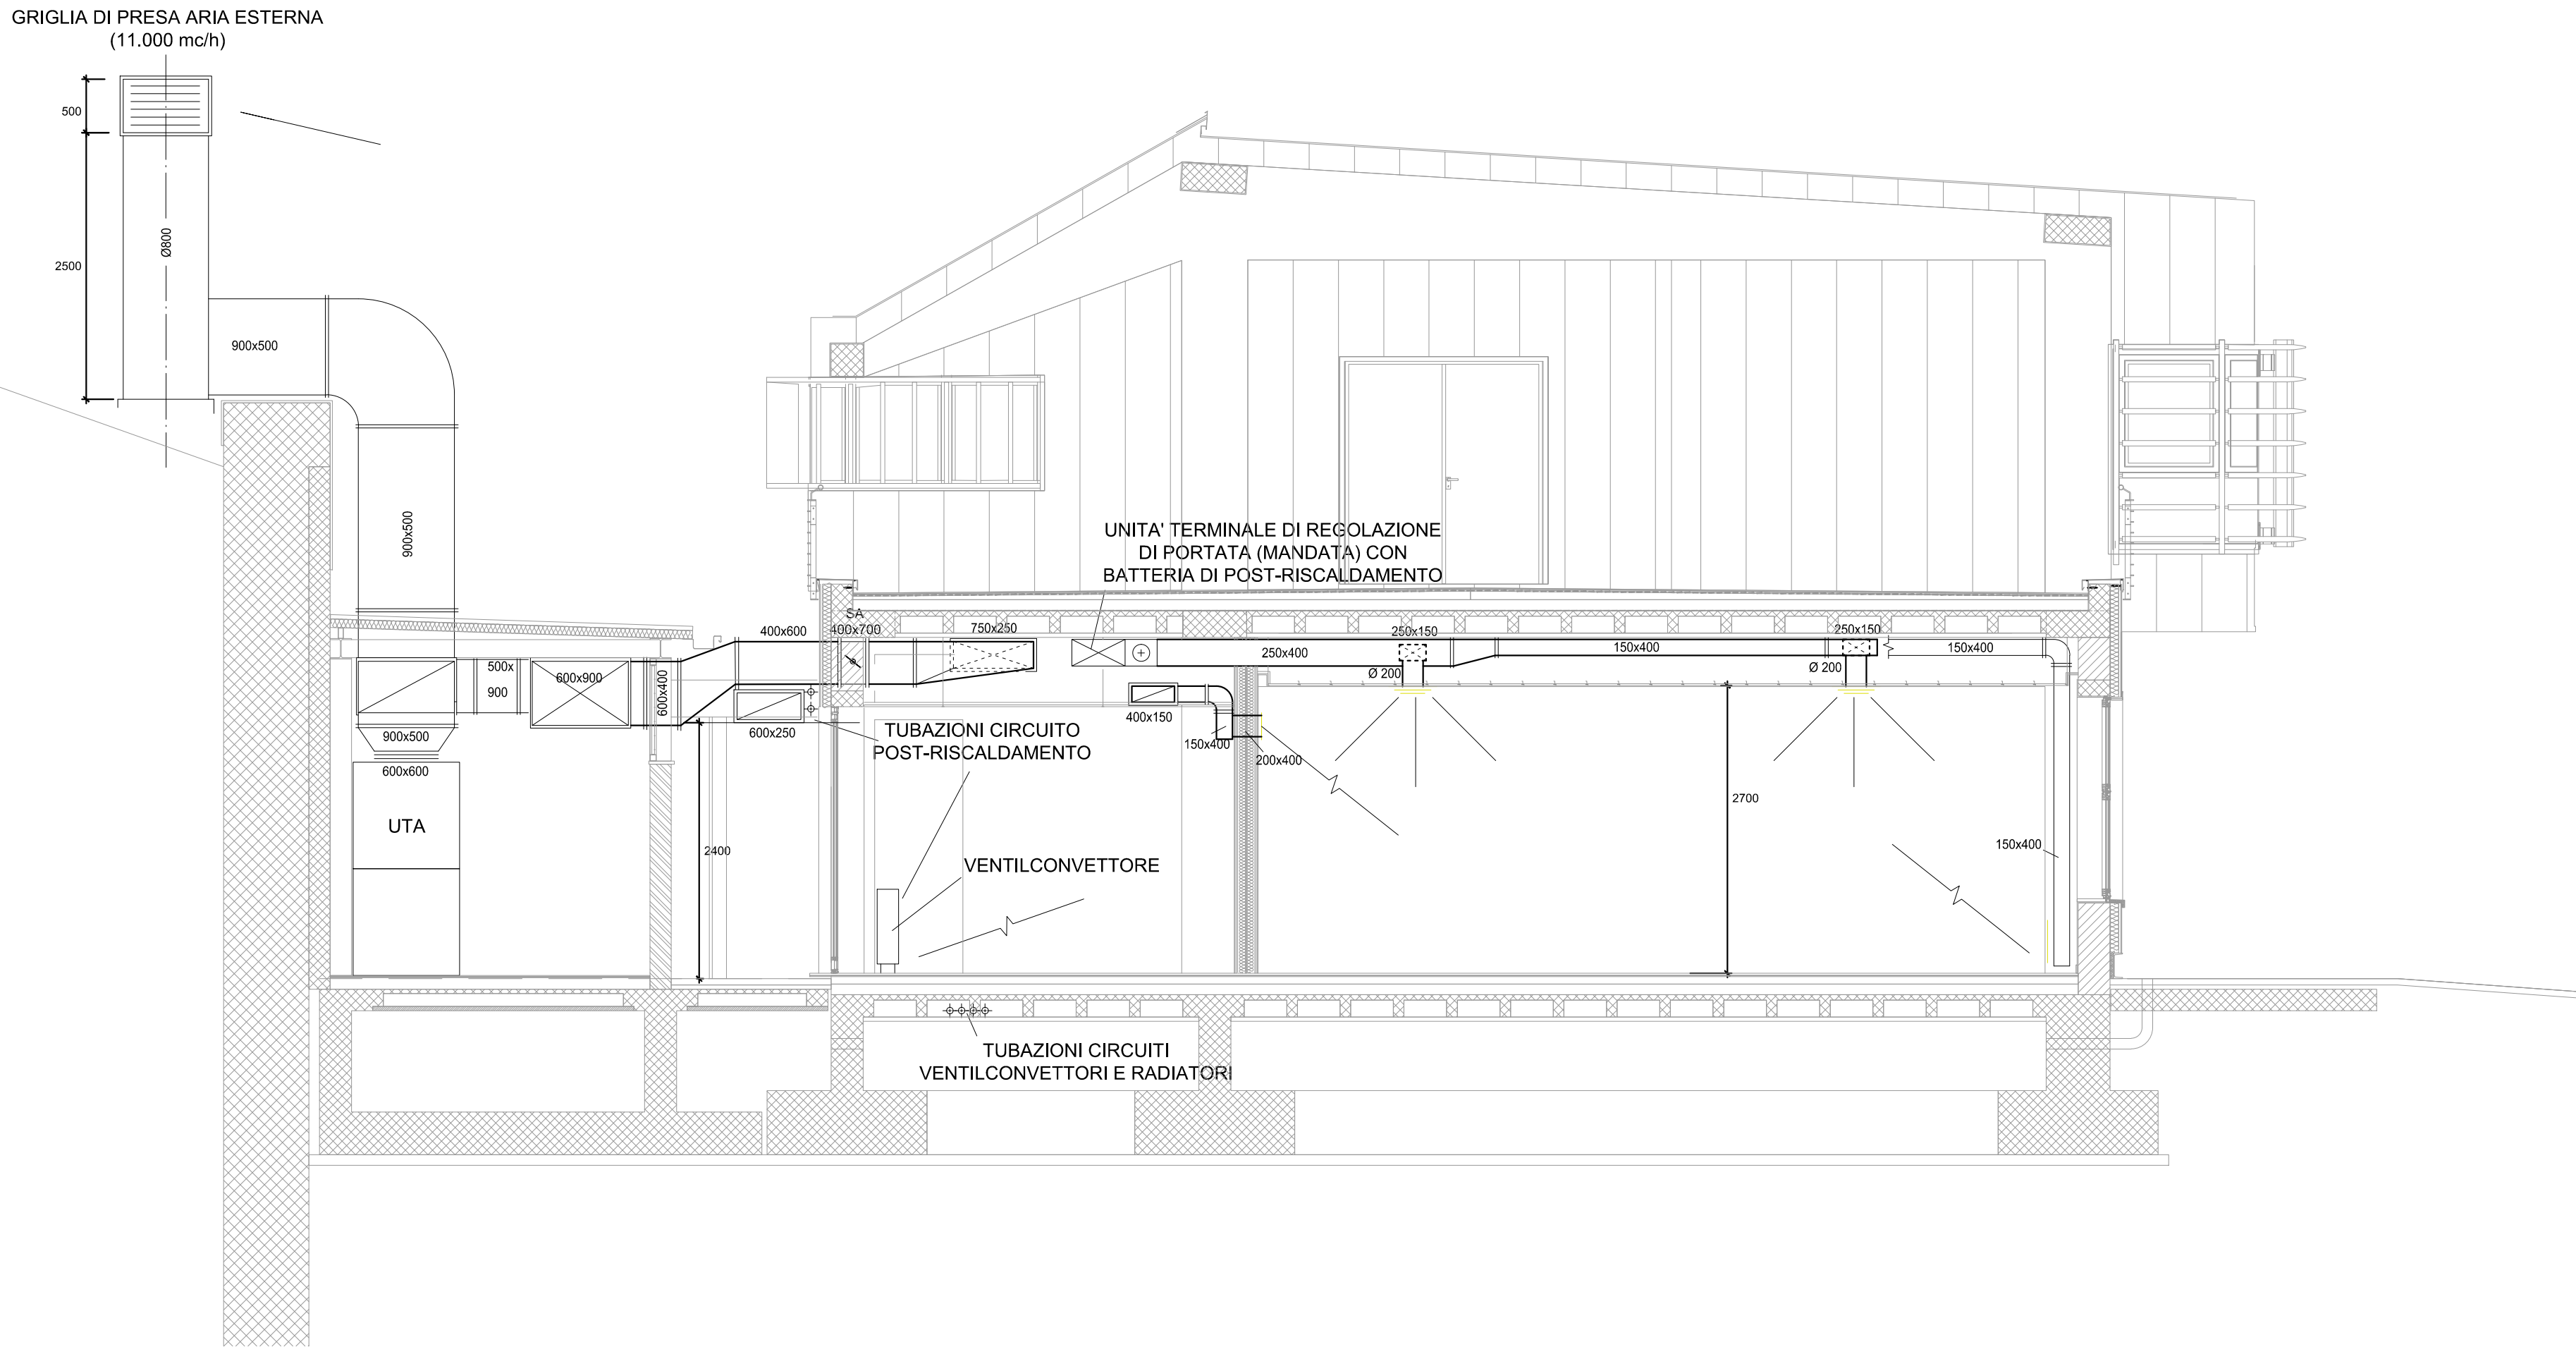 GRIGLIA DI PRESA ARIA ESTERNA
(11.000 mc/h)
500
2500
Ø800
900x500
900x500
UNITA' TERMINALE DI REGOLAZIONE
DI PORTATA (MANDATA) CON
BATTERIA DI POST-RISCALDAMENTO
SA
400x600
400x700
750x250
250x150
250x150
250x400
150x400
150x400
500x
900
600x900
600x400
Ø 200
Ø 200
400x150
600x250
900x500
600x600
TUBAZIONI CIRCUITO
POST-RISCALDAMENTO
150x400
200x400
2700
UTA
2400
150x400
VENTILCONVETTORE
TUBAZIONI CIRCUITI
VENTILCONVETTORI E RADIATORI